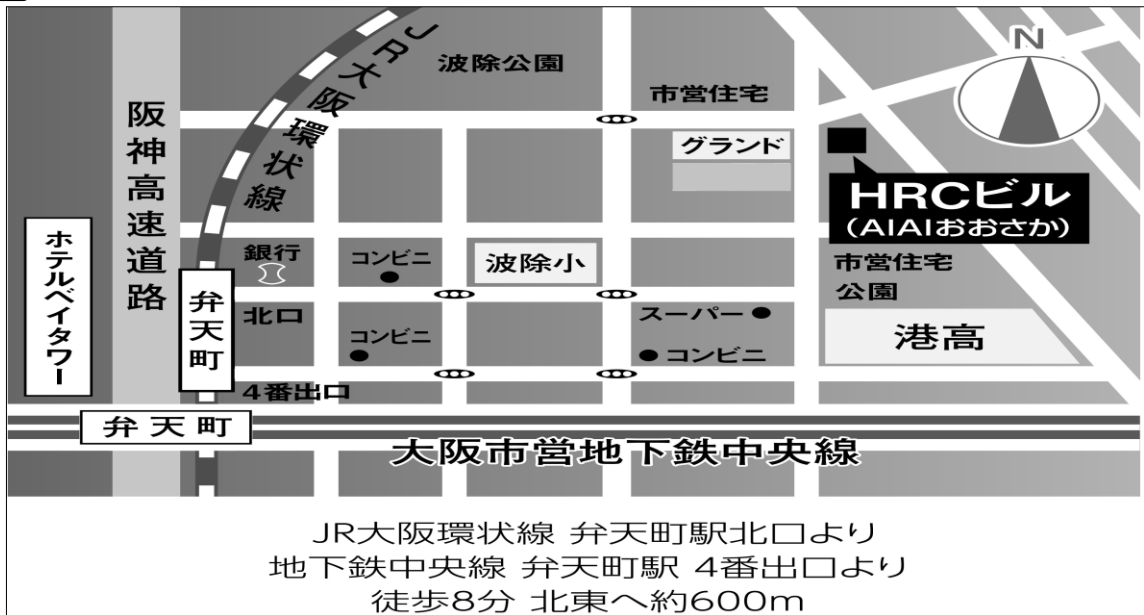 JR大阪環状線
波除公園
N
市営住宅
阪神高速道路
グランド
HRCビル
(AIAIおおさか)
ホテルベイタワー
銀行
コンビニ
波除小
市営住宅
公園
弁天町
北口
コンビニ
スーパー
コンビニ
港高
4番出口
弁天町
大阪市営地下鉄中央線
JR大阪環状線 弁天町駅北口より
地下鉄中央線 弁天町駅 4番出口より
徒歩8分 北東へ約600m